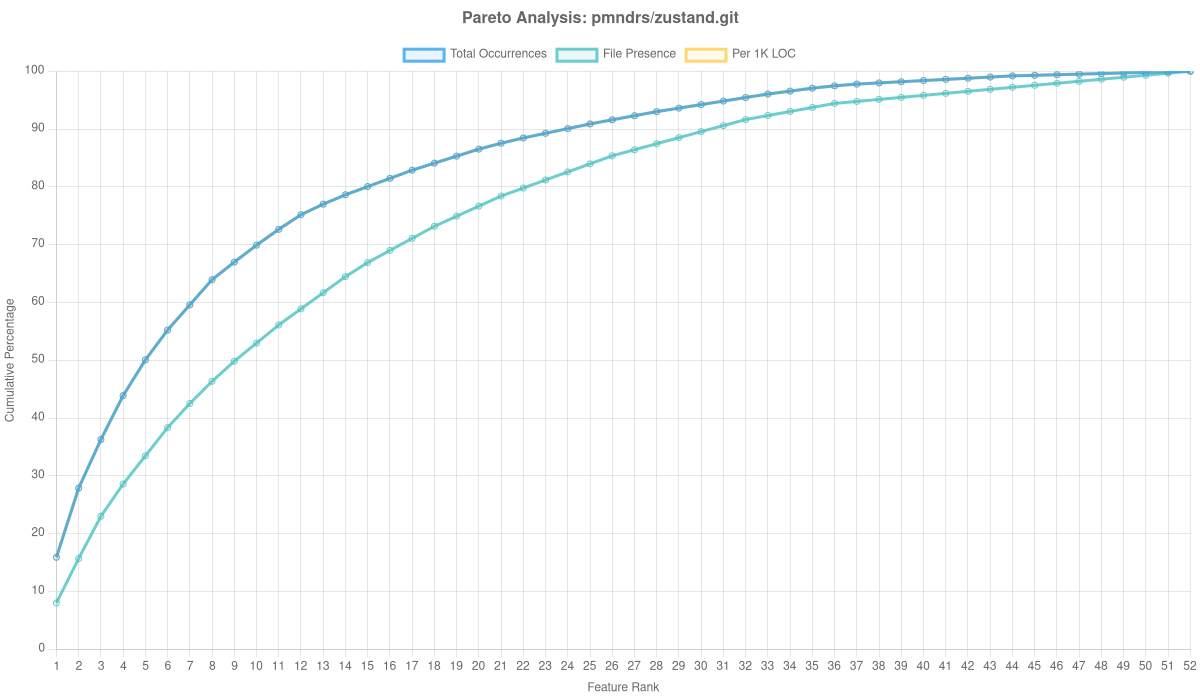 Pareto Analysis: pmndrs/zustand.git
Total Occurrences File Presence Per 1K LOC
100
90
80
70
60
50
40
30
20
10
0
Cumulative Percentage
1 2 3 4 5 6 7 8 9 10 11 12 13 14 15 16 17 18 19 20 21 22 23 24 25 26 27 28 29 30 31 32 33 34 35 36 37 38 39 40 41 42 43 44 45 46 47 48 49 50 51 52
Feature Rank